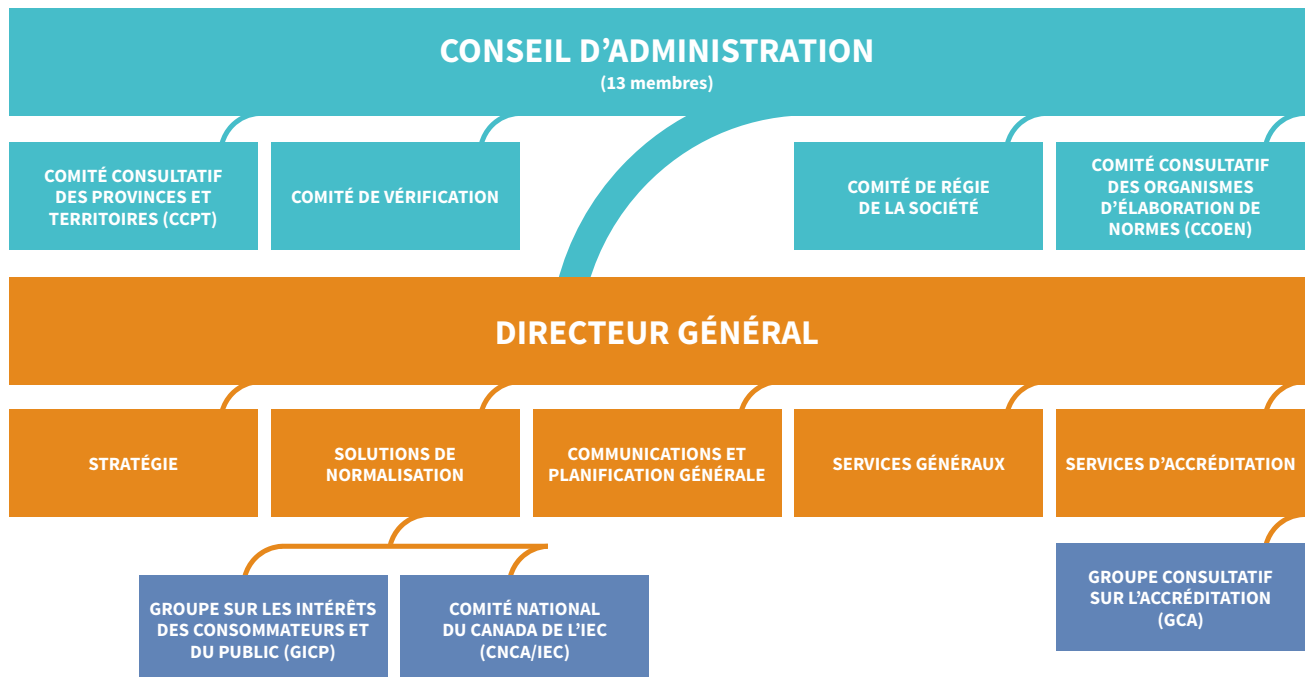 CONSEIL D’ADMINISTRATION
(13 membres)
COMITÉ CONSULTATIF
DES PROVINCES ET
TERRITOIRES (CCPT)
COMITÉ DE VÉRIFICATION
COMITÉ DE RÉGIE
DE LA SOCIÉTÉ
COMITÉ CONSULTATIF
DES ORGANISMES
D’ÉLABORATION DE
NORMES (CCOEN)
DIRECTEUR GÉNÉRAL
STRATÉGIE
SOLUTIONS DE
NORMALISATION
COMMUNICATIONS ET
PLANIFICATION GÉNÉRALE
SERVICES GÉNÉRAUX
SERVICES D’ACCRÉDITATION
GROUPE SUR LES INTÉRÊTS
DES CONSOMMATEURS ET
DU PUBLIC (GICP)
COMITÉ NATIONAL
DU CANADA DE L’IEC
(CNCA/IEC)
GROUPE CONSULTATIF
SUR L’ACCRÉDITATION
(GCA)